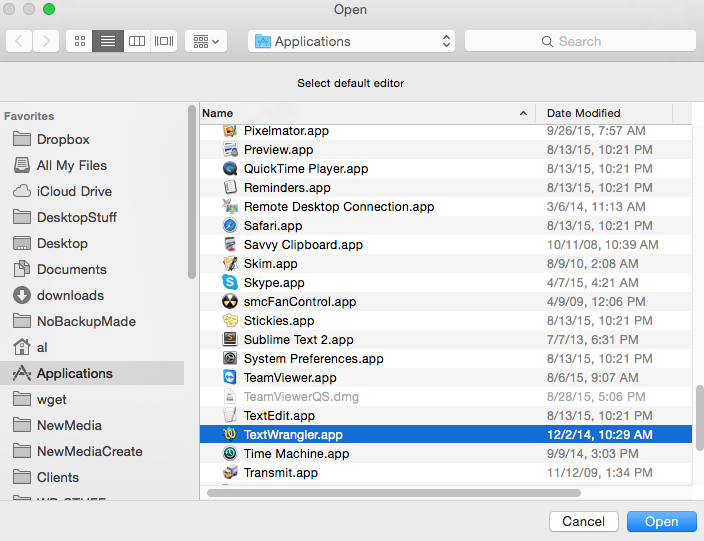 Open
Applications
Search
Select default editor
Favorites
Dropbox
All My Files
iCloud Drive
DesktopStuff
Desktop
Documents
downloads
NoBackupMade
al
Applications
wget
NewMedia
NewMediaCreate
Clients
Name Date Modified
Pixelmator.app 9/26/15, 7:57 AM
Preview.app 8/13/15, 10:21 PM
QuickTime Player.app 8/13/15, 10:21 PM
Reminders.app 8/13/15, 10:21 PM
Remote Desktop Connection.app 3/6/14, 11:13 AM
Safari.app 8/13/15, 10:21 PM
Savvy Clipboard.app 10/11/08, 10:39 AM
Skim.app 8/9/10, 2:08 AM
Skype.app 4/7/15, 4:21 AM
smcFanControl.app 4/9/09, 12:06 PM
Stickies.app 8/13/15, 10:21 PM
Sublime Text 2.app 7/7/13, 6:31 PM
System Preferences.app 8/13/15, 10:21 PM
TeamViewer.app 8/6/15, 9:07 AM
TeamViewerQS.dmg 8/28/15, 5:06 PM
TextEdit.app 8/13/15, 10:21 PM
TextWrangler.app 12/2/14, 10:29 AM
Time Machine.app 9/9/14, 3:03 PM
Transmit.app 11/12/09, 1:34 PM
Cancel Open